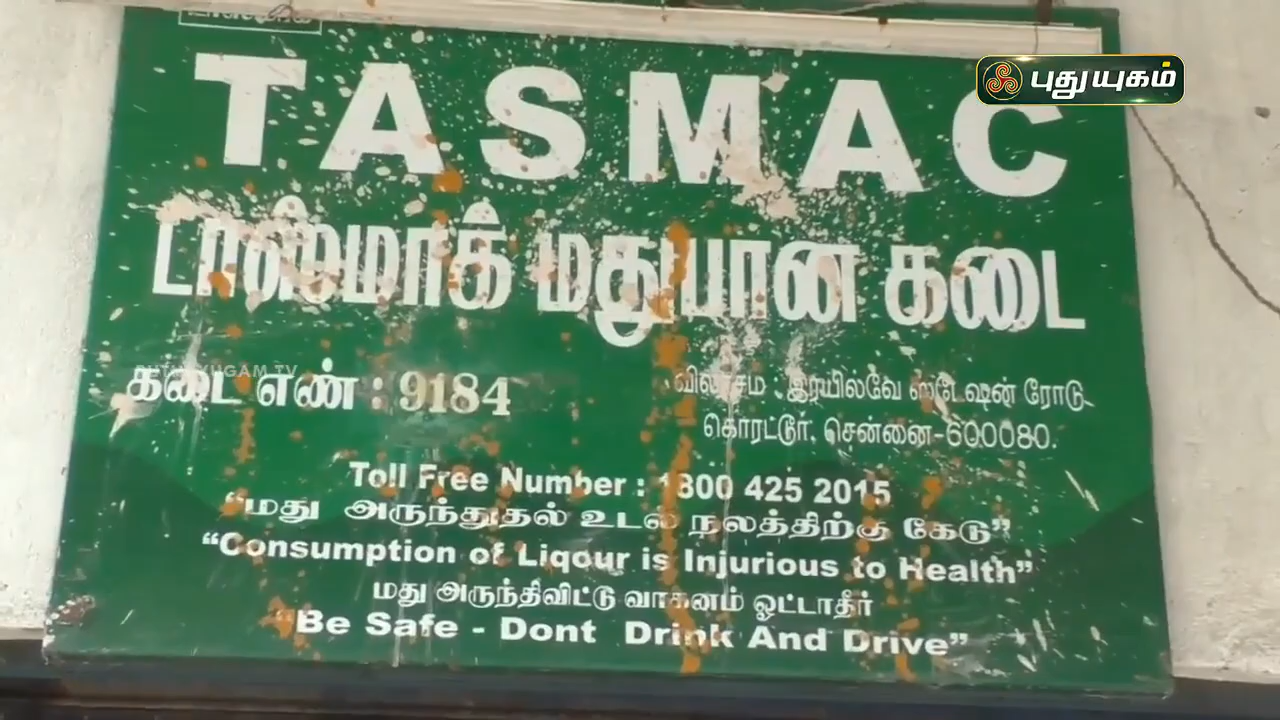 புதுயுகம்
TASMAC
டாஸ்மாக் மதுபான கடை
PUTHUYUGAM TV
கடை எண் : 9184
விலாசம் : இரயில்வே ஸ்டேஷன் ரோடு,
கொரட்டூர், சென்னை-600080.
Toll Free Number : 1800 425 2015
“மது அருந்துதல் உடல் நலத்திற்கு கேடு”
“Consumption of Liqour is Injurious to Health”
மது அருந்திவிட்டு வாகனம் ஓட்டாதீர்
“Be Safe - Dont Drink And Drive”